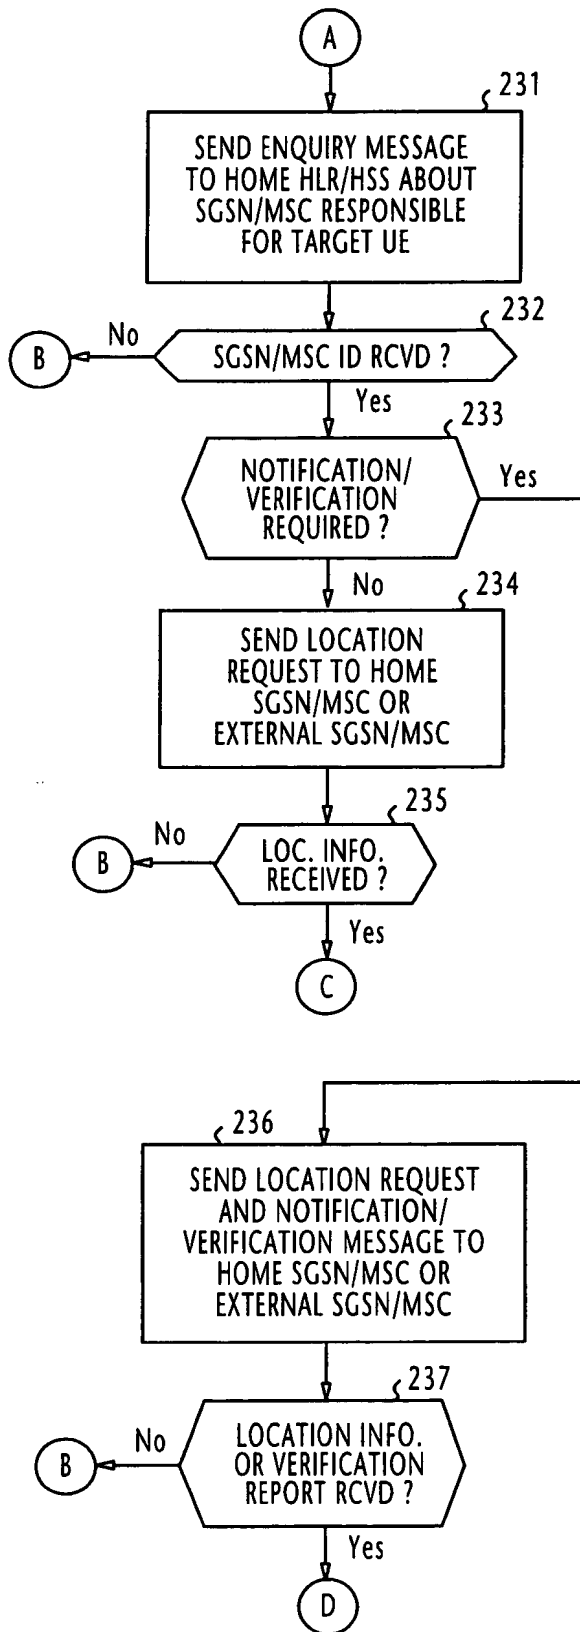 A
231
SEND ENQUIRY MESSAGE
TO HOME HLR/HSS ABOUT
SGSN/MSC RESPONSIBLE
FOR TARGET UE
232
No
B
SGSN/MSC ID RCVD ?
Yes
233
NOTIFICATION/
VERIFICATION
REQUIRED ?
Yes
No
234
SEND LOCATION
REQUEST TO HOME
SGSN/MSC OR
EXTERNAL SGSN/MSC
235
No
B
LOC. INFO.
RECEIVED ?
Yes
C
236
SEND LOCATION REQUEST
AND NOTIFICATION/
VERIFICATION MESSAGE TO
HOME SGSN/MSC OR
EXTERNAL SGSN/MSC
237
No
B
LOCATION INFO.
OR VERIFICATION
REPORT RCVD ?
Yes
D